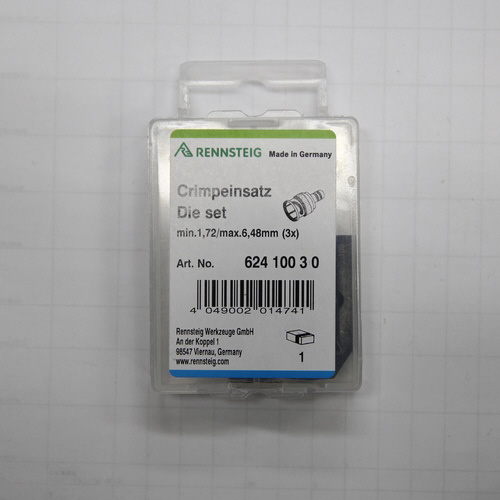 RENNSTEIG Made in Germany
Crimpeinsatz
Die set
min.1,72/max.6,48mm (3x)
Art. No. 624 100 3 0
4 049002 014741
Rennsteig Werkzeuge GmbH
An der Koppel 1
98547 Viernau, Germany
www.rennsteig.com
1